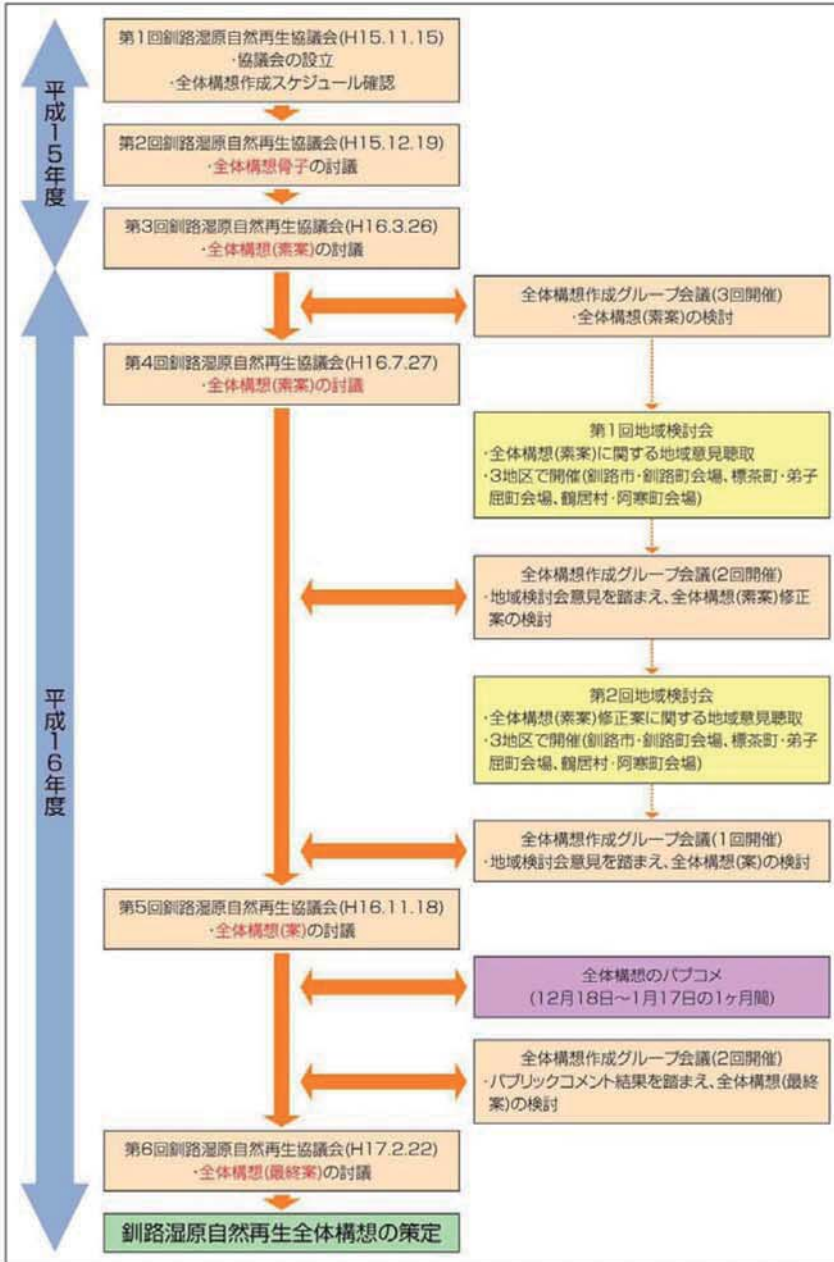 平成15年度
第1回釧路湿原自然再生協議会(H15.11.15)
・協議会の設立
・全体構想作成スケジュール確認
第2回釧路湿原自然再生協議会(H15.12.19)
・全体構想骨子の討議
第3回釧路湿原自然再生協議会(H16.3.26)
・全体構想(素案)の討議
平成16年度
全体構想作成グループ会議(3回開催)
・全体構想(素案)の検討
第4回釧路湿原自然再生協議会(H16.7.27)
・全体構想(素案)の討議
第1回地域検討会
・全体構想(素案)に関する地域意見聴取
・3地区で開催(釧路市・釧路町会場、標茶町・弟子
屈町会場、鶴居村・阿寒町会場)
全体構想作成グループ会議(2回開催)
・地域検討会意見を踏まえ、全体構想(素案)修正
案の検討
第2回地域検討会
・全体構想(素案)修正案に関する地域意見聴取
・3地区で開催(釧路市・釧路町会場、標茶町・弟子
屈町会場、鶴居村・阿寒町会場)
全体構想作成グループ会議(1回開催)
・地域検討会意見を踏まえ、全体構想(案)の検討
第5回釧路湿原自然再生協議会(H16.11.18)
・全体構想(案)の討議
全体構想のパブコメ
(12月18日〜1月17日の1ヶ月間)
全体構想作成グループ会議(2回開催)
・パブリックコメント結果を踏まえ、全体構想(最終
案)の検討
第6回釧路湿原自然再生協議会(H17.2.22)
・全体構想(最終案)の討議
釧路湿原自然再生全体構想の策定